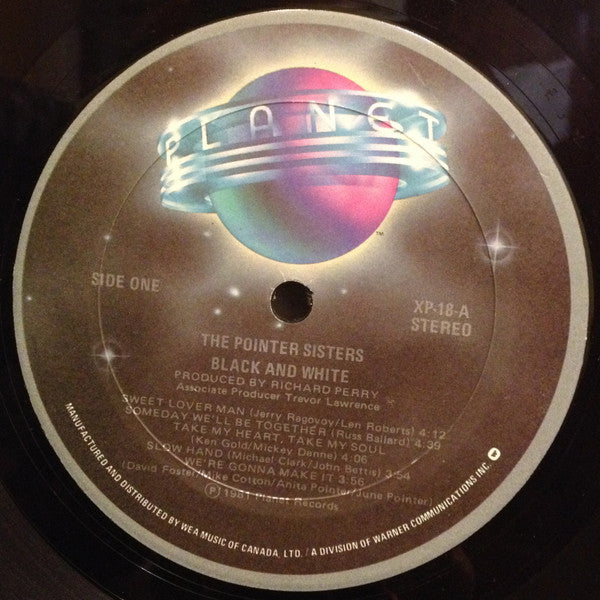 PLANET
TM
SIDE ONE
XP-18-A
STEREO
THE POINTER SISTERS
BLACK AND WHITE
PRODUCED BY RICHARD PERRY
Associate Producer Trevor Lawrence
SWEET LOVER MAN (Jerry Ragovoy/Len Roberts) 4:12
SOMEDAY WE'LL BE TOGETHER (Russ Ballard) 4:39
TAKE MY HEART, TAKE MY SOUL
(Ken Gold/Mickey Denne) 4:06
SLOW HAND (Michael Clark/John Bettis) 3:54
WE'RE GONNA MAKE IT 3:56
(David Foster/Mike Cotton/Anita Pointer/June Pointer)
Ⓟ 1981 Planet Records
MANUFACTURED AND DISTRIBUTED BY WEA MUSIC OF CANADA, LTD. / A DIVISION OF WARNER COMMUNICATIONS INC.